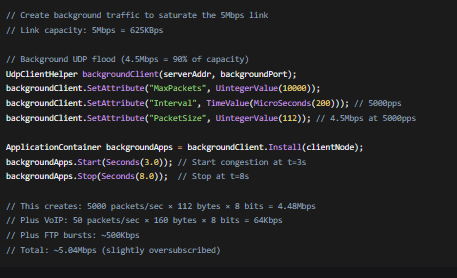 // Create background traffic to saturate the 5Mbps link
// Link capacity: 5Mbps = 625KBps
// Background UDP flood (4.5Mbps = 90% of capacity)
UdpClientHelper backgroundClient(serverAddr, backgroundPort);
backgroundClient.SetAttribute("MaxPackets", UintegerValue(10000));
backgroundClient.SetAttribute("Interval", TimeValue(MicroSeconds(200))); // 5000pps
backgroundClient.SetAttribute("PacketSize", UintegerValue(112)); // 4.5Mbps at 5000pps
ApplicationContainer backgroundApps = backgroundClient.Install(clientNode);
backgroundApps.Start(Seconds(3.0)); // Start congestion at t=3s
backgroundApps.Stop(Seconds(8.0));  // Stop at t=8s
// This creates: 5000 packets/sec × 112 bytes × 8 bits = 4.48Mbps
// Plus VoIP: 50 packets/sec × 160 bytes × 8 bits = 64Kbps
// Plus FTP bursts: ~500Kbps
// Total: ~5.04Mbps (slightly oversubscribed)